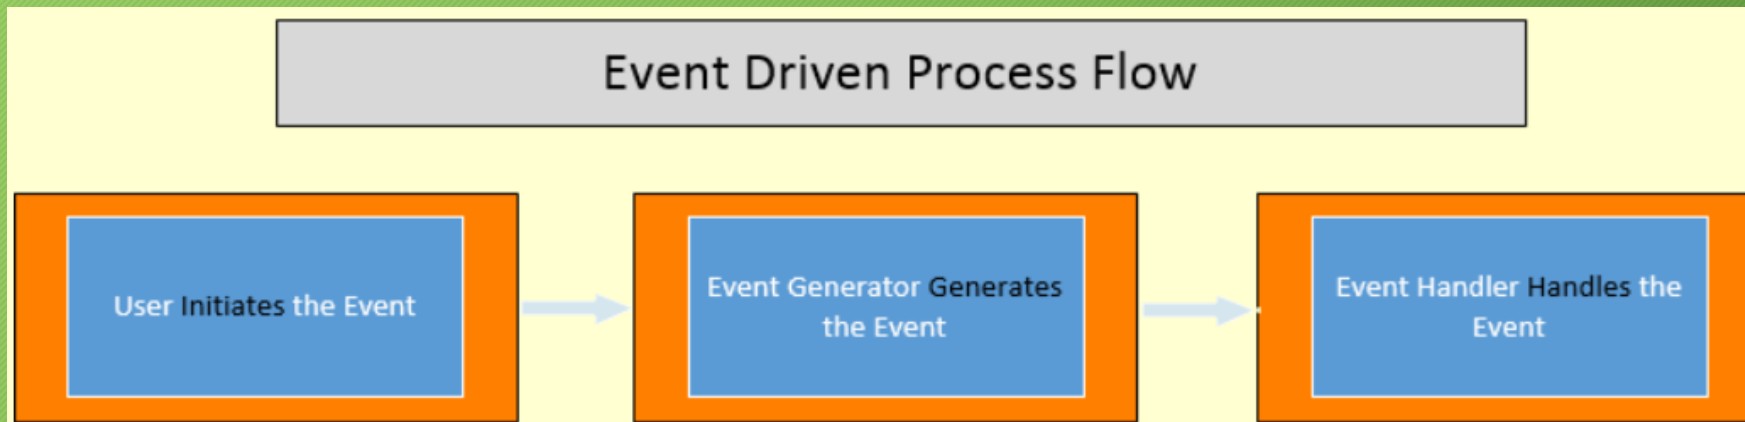 Event Driven Process Flow
User Initiates the Event
Event Generator Generates
the Event
Event Handler Handles the
Event